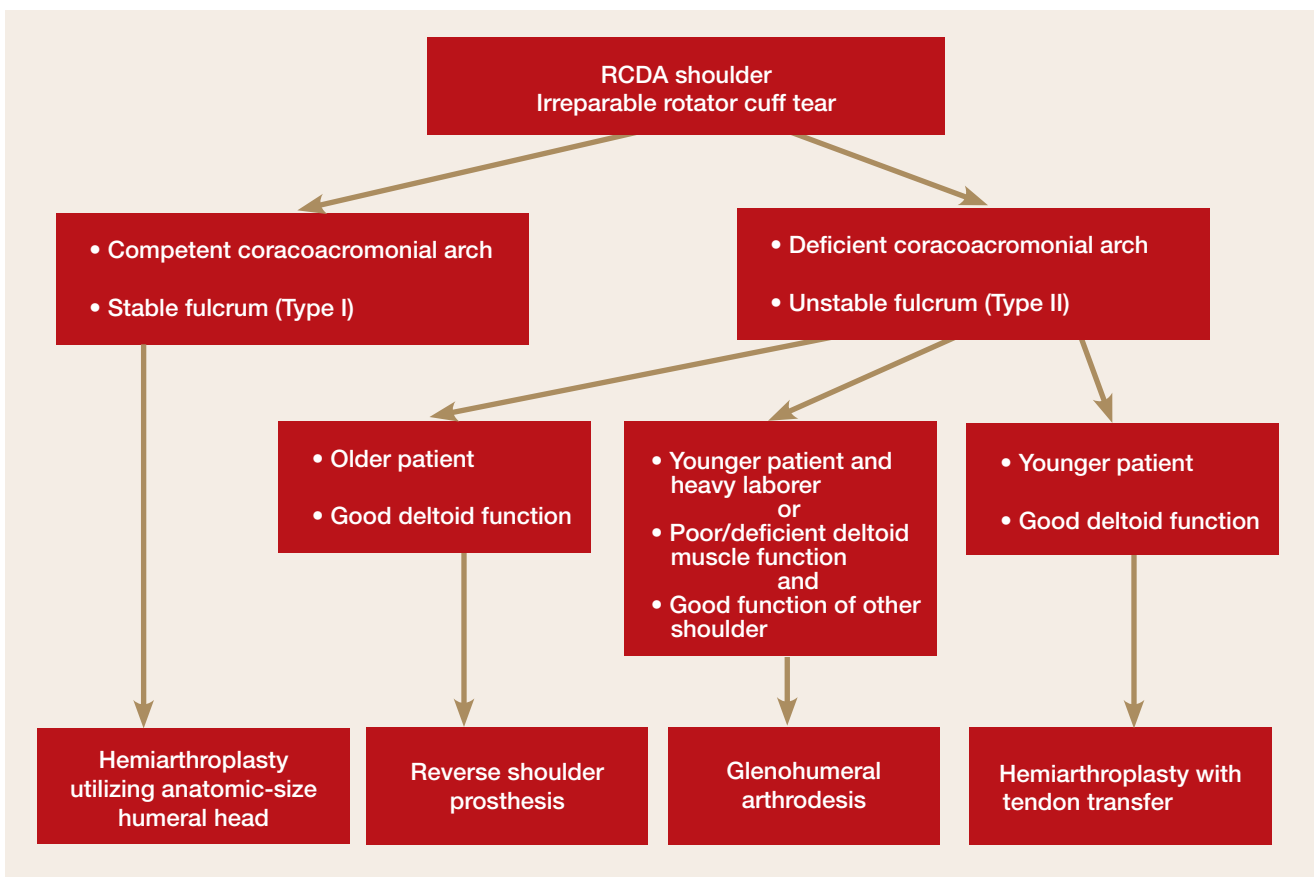 RCDA shoulder
Irreparable rotator cuff tear
• Competent coracoacromonial arch
• Stable fulcrum (Type I)
• Deficient coracoacromonial arch
• Unstable fulcrum (Type II)
• Older patient
• Good deltoid function
• Younger patient and
heavy laborer
or
• Poor/deficient deltoid
muscle function
and
• Good function of other
shoulder
• Younger patient
• Good deltoid function
Hemiarthroplasty
utilizing anatomic-size
humeral head
Reverse shoulder
prosthesis
Glenohumeral
arthrodesis
Hemiarthroplasty with
tendon transfer